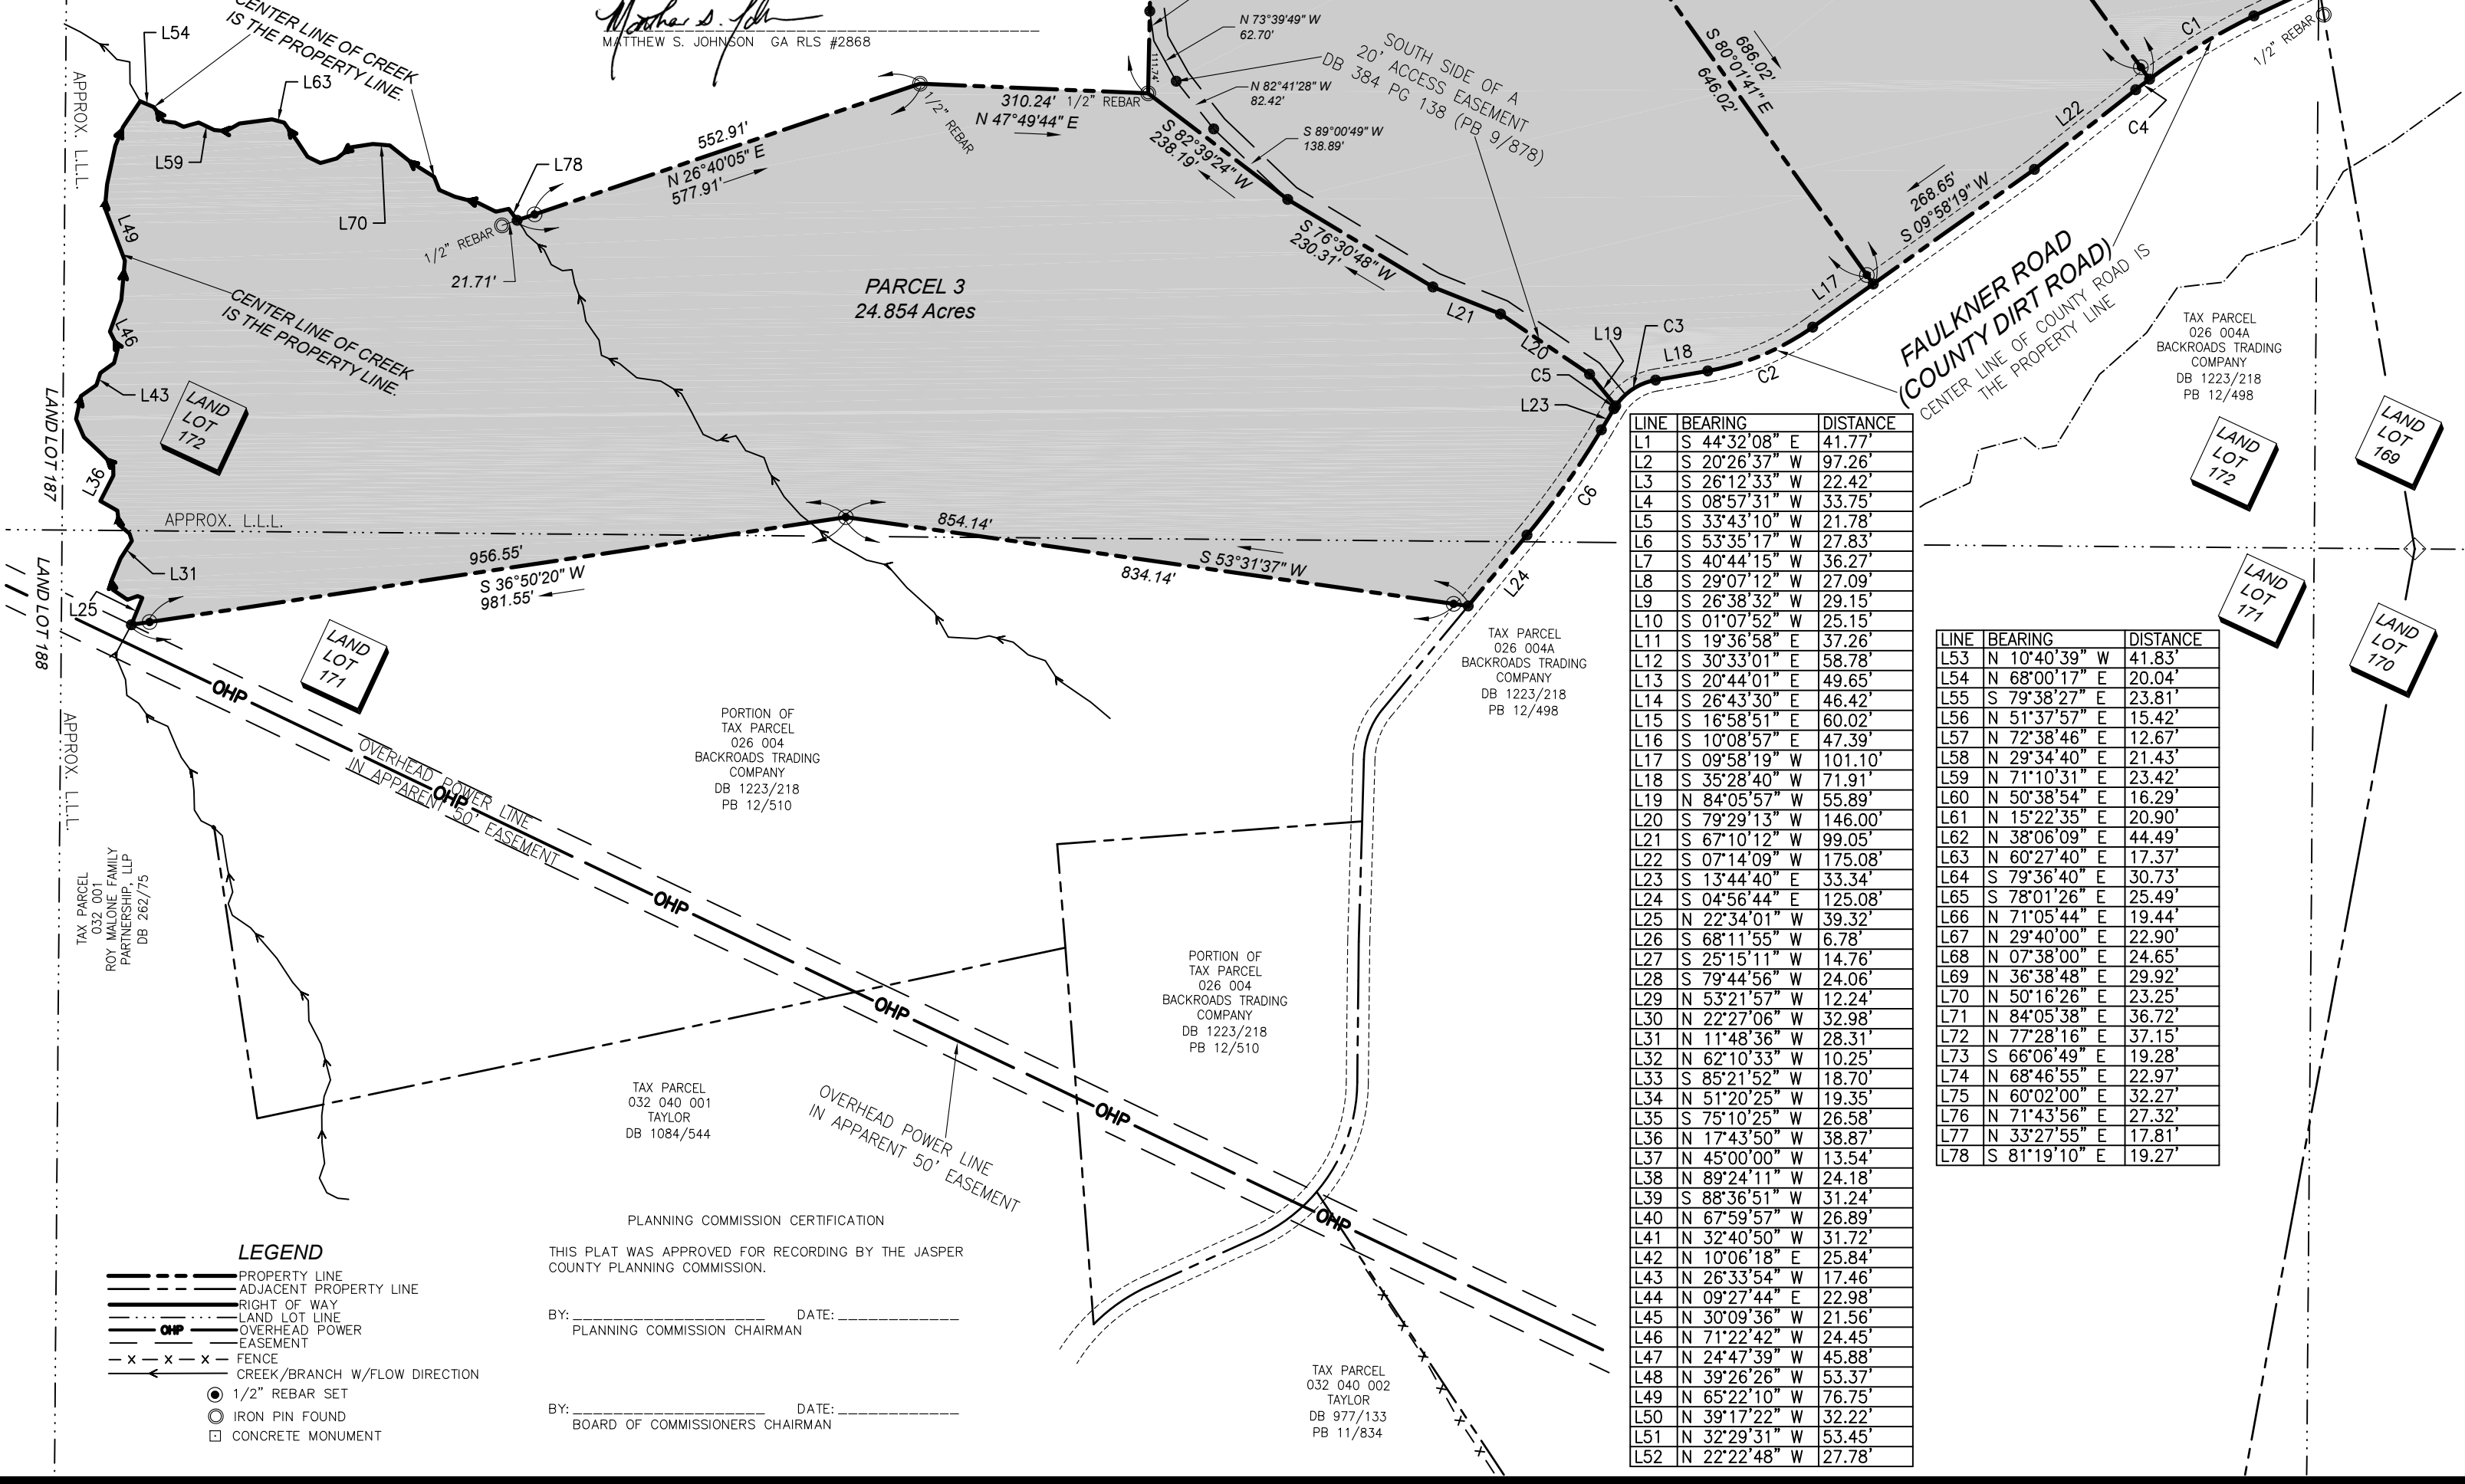 CENTER LINE OF CREEK
IS THE PROPERTY LINE.
MATTHEW S. JOHNSON GA RLS #2868
L54
L63
L59
L70
L78
L49
L46
L43
L36
L31
L25
APPROX. L.L.L.
LAND LOT 187
LAND LOT 188
APPROX. L.L.L.
APPROX. L.L.L.
CENTER LINE OF CREEK
IS THE PROPERTY LINE.
1/2" REBAR
21.71'
552.91'
N 26°40'05" E
577.91'
1/2" REBAR
310.24'
1/2" REBAR
N 47°49'44" E
111.74'
N 73°39'49" W
62.70'
N 82°41'28" W
82.42'
S 89°00'49" W
138.89'
S 82°39'24" W
238.19'
S 76°30'48" W
230.31'
SOUTH SIDE OF A
20' ACCESS EASEMENT
DB 384 PG 138 (PB 9/878)
686.02'
S 80°01'41" E
646.02'
C1
1/2" REBAR
C4
L22
268.65'
S 09°58'19" W
L17
C2
L18
C3
L19
L20
L21
C5
L23
C6
L24
FAULKNER ROAD
(COUNTY DIRT ROAD)
CENTER LINE OF COUNTY ROAD IS
THE PROPERTY LINE
PARCEL 3
24.854 Acres
LAND
LOT
172
LAND
LOT
171
956.55'
S 36°50'20" W
981.55'
854.14'
S 53°31'37" W
834.14'
TAX PARCEL
026 004A
BACKROADS TRADING
COMPANY
DB 1223/218
PB 12/498
LAND
LOT
172
LAND
LOT
169
LAND
LOT
171
LAND
LOT
170
TAX PARCEL
026 004A
BACKROADS TRADING
COMPANY
DB 1223/218
PB 12/498
PORTION OF
TAX PARCEL
026 004
BACKROADS TRADING
COMPANY
DB 1223/218
PB 12/510
PORTION OF
TAX PARCEL
026 004
BACKROADS TRADING
COMPANY
DB 1223/218
PB 12/510
TAX PARCEL
032 001
ROY MALONE FAMILY
PARTNERSHIP, LLP
DB 262/75
OHP
OVERHEAD POWER LINE
IN APPARENT 50' EASEMENT
OHP
OHP
OHP
OHP
OHP
TAX PARCEL
032 040 001
TAYLOR
DB 1084/544
OVERHEAD POWER LINE
IN APPARENT 50' EASEMENT
TAX PARCEL
032 040 002
TAYLOR
DB 977/133
PB 11/834
LINE BEARING DISTANCE
L1 S 44°32'08" E 41.77'
L2 S 20°26'37" W 97.26'
L3 S 26°12'33" W 22.42'
L4 S 08°57'31" W 33.75'
L5 S 33°43'10" W 21.78'
L6 S 53°35'17" W 27.83'
L7 S 40°44'15" W 36.27'
L8 S 29°07'12" W 27.09'
L9 S 26°38'32" W 29.15'
L10 S 01°07'52" W 25.15'
L11 S 19°36'58" E 37.26'
L12 S 30°33'01" E 58.78'
L13 S 20°44'01" E 49.65'
L14 S 26°43'30" E 46.42'
L15 S 16°58'51" E 60.02'
L16 S 10°08'57" E 47.39'
L17 S 09°58'19" W 101.10'
L18 S 35°28'40" W 71.91'
L19 N 84°05'57" W 55.89'
L20 S 79°29'13" W 146.00'
L21 S 67°10'12" W 99.05'
L22 S 07°14'09" W 175.08'
L23 S 13°44'40" E 33.34'
L24 S 04°56'44" E 125.08'
L25 N 22°34'01" W 39.32'
L26 S 68°11'55" W 6.78'
L27 S 25°15'11" W 14.76'
L28 S 79°44'56" W 24.06'
L29 N 53°21'57" W 12.24'
L30 N 22°27'06" W 32.98'
L31 N 11°48'36" W 28.31'
L32 N 62°10'33" W 10.25'
L33 S 85°21'52" W 18.70'
L34 N 51°20'25" W 19.35'
L35 S 75°10'25" W 26.58'
L36 N 17°43'50" W 38.87'
L37 N 45°00'00" W 13.54'
L38 N 89°24'11" W 24.18'
L39 S 88°36'51" W 31.24'
L40 N 67°59'57" W 26.89'
L41 N 32°40'50" W 31.72'
L42 N 10°06'18" E 25.84'
L43 N 26°33'54" W 17.46'
L44 N 09°27'44" E 22.98'
L45 N 30°09'36" W 21.56'
L46 N 71°22'42" W 24.45'
L47 N 24°47'39" W 45.88'
L48 N 39°26'26" W 53.37'
L49 N 65°22'10" W 76.75'
L50 N 39°17'22" W 32.22'
L51 N 32°29'31" W 53.45'
L52 N 22°22'48" W 27.78'
LINE BEARING DISTANCE
L53 N 10°40'39" W 41.83'
L54 N 68°00'17" E 20.04'
L55 S 79°38'27" E 23.81'
L56 N 51°37'57" E 15.42'
L57 N 72°38'46" E 12.67'
L58 N 29°34'40" E 21.43'
L59 N 71°10'31" E 23.42'
L60 N 50°38'54" E 16.29'
L61 N 15°22'35" E 20.90'
L62 N 38°06'09" E 44.49'
L63 N 60°27'40" E 17.37'
L64 S 79°36'40" E 30.73'
L65 S 78°01'26" E 25.49'
L66 N 71°05'44" E 19.44'
L67 N 29°40'00" E 22.90'
L68 N 07°38'00" E 24.65'
L69 N 36°38'48" E 29.92'
L70 N 50°16'26" E 23.25'
L71 N 84°05'38" E 36.72'
L72 N 77°28'16" E 37.15'
L73 S 66°06'49" E 19.28'
L74 N 68°46'55" E 22.97'
L75 N 60°02'00" E 32.27'
L76 N 71°43'56" E 27.32'
L77 N 33°27'55" E 17.81'
L78 S 81°19'10" E 19.27'
LEGEND
PROPERTY LINE
ADJACENT PROPERTY LINE
RIGHT OF WAY
LAND LOT LINE
OHP OVERHEAD POWER
EASEMENT
X X X FENCE
CREEK/BRANCH W/FLOW DIRECTION
1/2" REBAR SET
IRON PIN FOUND
CONCRETE MONUMENT
PLANNING COMMISSION CERTIFICATION
THIS PLAT WAS APPROVED FOR RECORDING BY THE JASPER
COUNTY PLANNING COMMISSION.
BY: DATE:
PLANNING COMMISSION CHAIRMAN
BY: DATE:
BOARD OF COMMISSIONERS CHAIRMAN